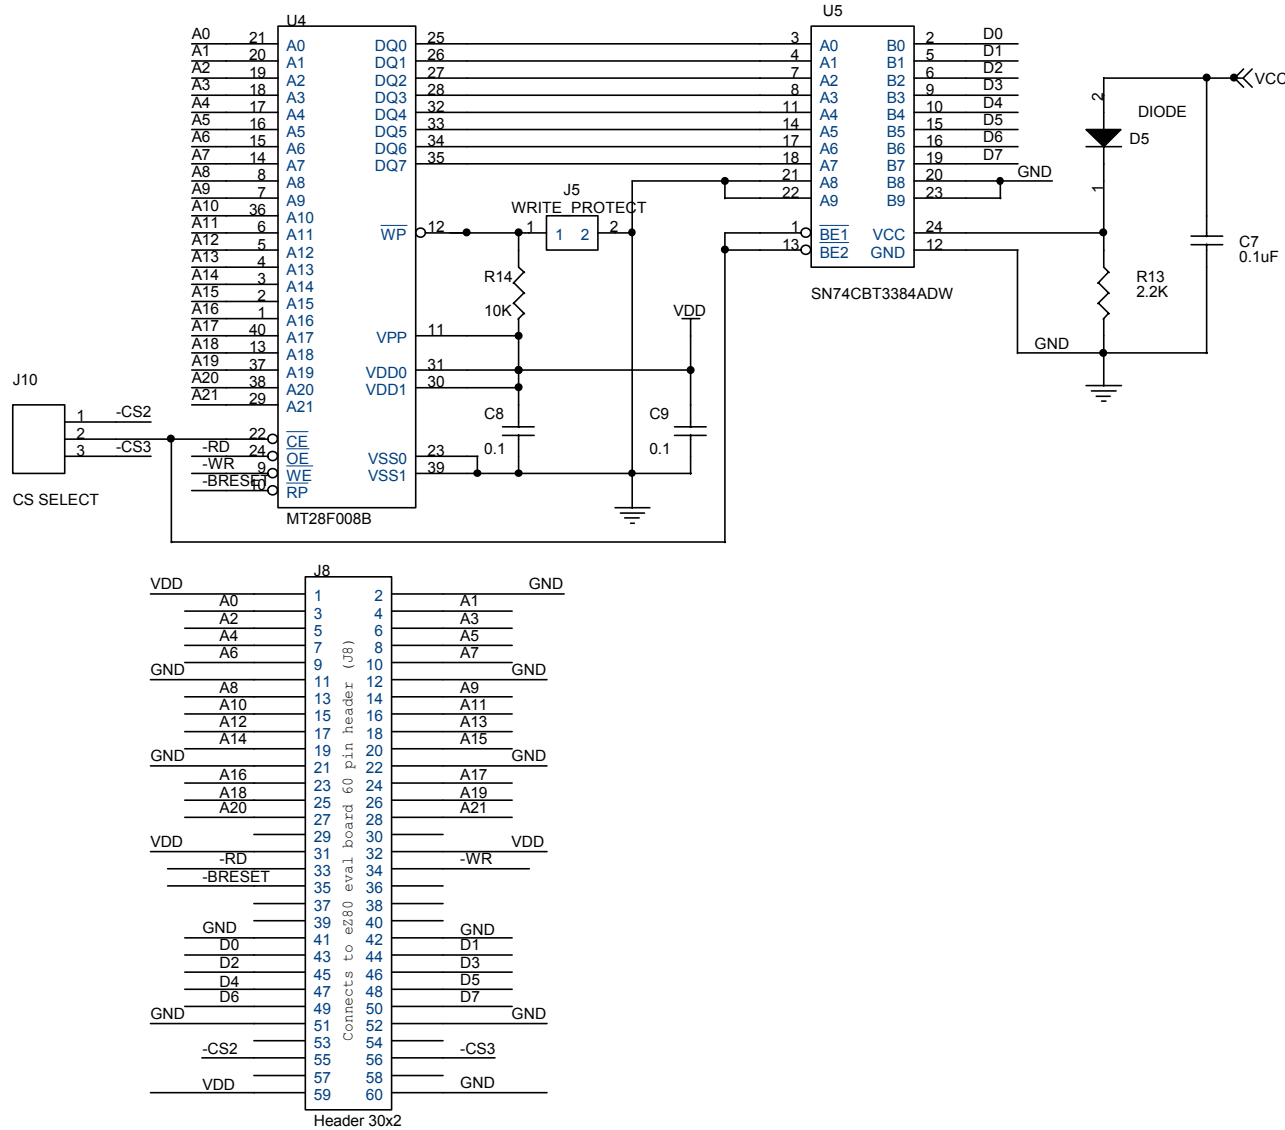 U4
U5
A0 21 A0 DQ0 25 3 A0 B0 2 D0
A1 20 A1 DQ1 26 4 A1 B1 5 D1
A2 19 A2 DQ2 27 7 A2 B2 6 D2
A3 18 A3 DQ3 28 8 A3 B3 9 D3
A4 17 A4 DQ4 32 11 A4 B4 10 D4
A5 16 A5 DQ5 33 14 A5 B5 15 D5
A6 15 A6 DQ6 34 17 A6 B6 16 D6
A7 14 A7 DQ7 35 18 A7 B7 19 D7
A8 8 A8 21 A8 B8 20 GND
A9 7 A9 22 A9 B9 23
A10 36 A10
A11 6 A11 WP 12 1 BE1 VCC 24
A12 5 A12 13 BE2 GND 12
A13 4 A13
A14 3 A14
A15 2 A15
A16 1 A16
A17 40 A17 VPP 11
A18 13 A18
A19 37 A19 VDD0 31
A20 38 A20 VDD1 30
A21 29 A21
J5
WRITE PROTECT
1 1 2 2
R14
10K
VDD
SN74CBT3384ADW
VCC
2
DIODE
D5
1
C7
0.1uF
R13
2.2K
GND
J10
1 -CS2
2
3 -CS3
CS SELECT
22 CE
-RD 24 OE VSS0 23
-WR 9 WE VSS1 39
-BRESET 10 RP
C8
0.1
C9
0.1
MT28F008B
J8
VDD 1 2 GND
A0 3 4 A1
A2 5 6 A3
A4 7 8 A5
A6 9 10 A7
GND 11 12 GND
A8 13 14 A9
A10 15 16 A11
A12 17 18 A13
A14 19 20 A15
GND 21 22 GND
A16 23 24 A17
A18 25 26 A19
A20 27 28 A21
29 30
VDD 31 32 VDD
-RD 33 34 -WR
-BRESET 35 36
37 38
39 40
GND 41 42 GND
D0 43 44 D1
D2 45 46 D3
D4 47 48 D5
D6 49 50 D7
GND 51 52 GND
53 54
-CS2 55 56 -CS3
57 58
VDD 59 60 GND
Connects to eZ80 eval board 60 pin header (J8)
Header 30x2